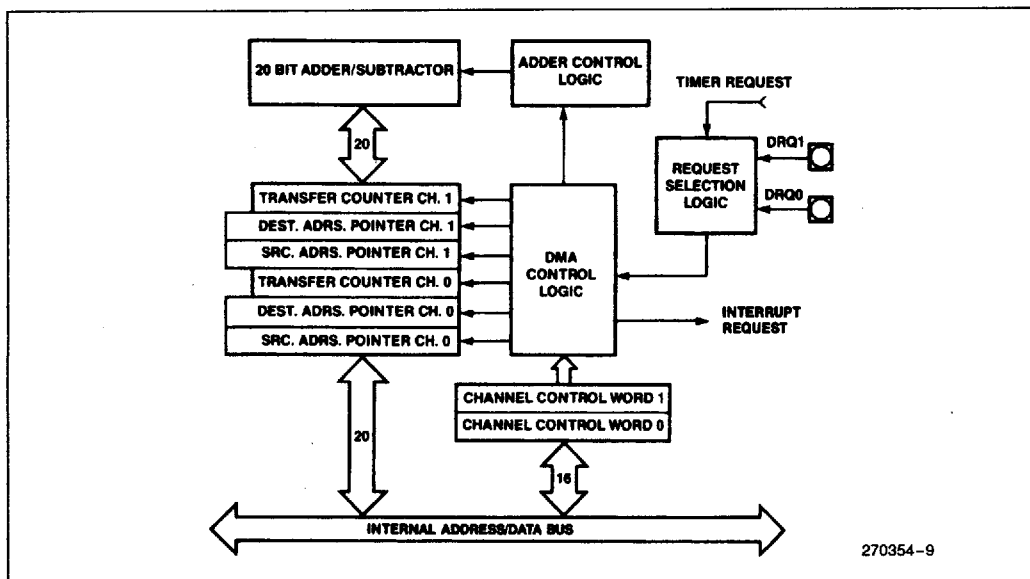 20 BIT ADDER/SUBTRACTOR
ADDER CONTROL
LOGIC
TIMER REQUEST
DRQ1
REQUEST
SELECTION
LOGIC
DRQ0
20
TRANSFER COUNTER CH. 1
DEST. ADRS. POINTER CH. 1
SRC. ADRS. POINTER CH. 1
TRANSFER COUNTER CH. 0
DEST. ADRS. POINTER CH. 0
SRC. ADRS. POINTER CH. 0
DMA
CONTROL
LOGIC
INTERRUPT
REQUEST
CHANNEL CONTROL WORD 1
CHANNEL CONTROL WORD 0
20
16
INTERNAL ADDRESS/DATA BUS
270354-9